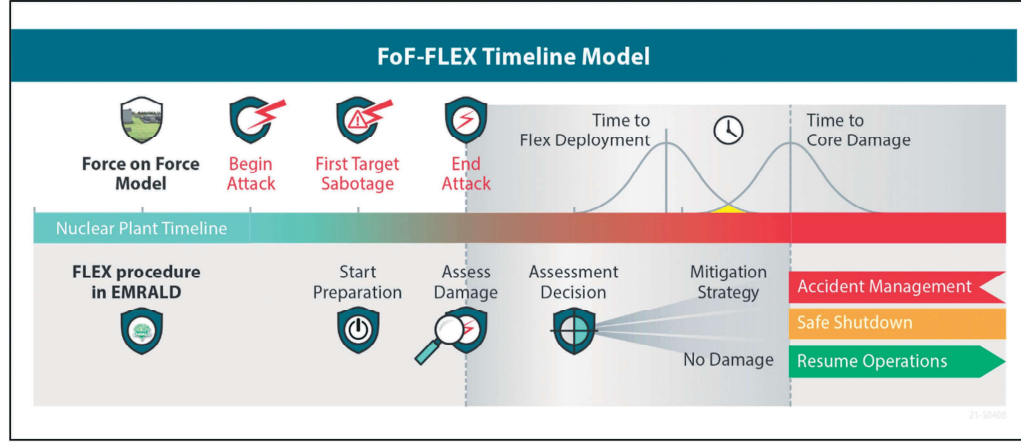 FoF-FLEX Timeline Model
Force on Force
Model
Begin
Attack
First Target
Sabotage
End
Attack
Time to
Flex Deployment
Time to
Core Damage
Nuclear Plant Timeline
FLEX procedure
in EMRALD
Start
Preparation
Assess
Damage
Assessment
Decision
Mitigation
Strategy
No Damage
Accident Management
Safe Shutdown
Resume Operations
21-50408